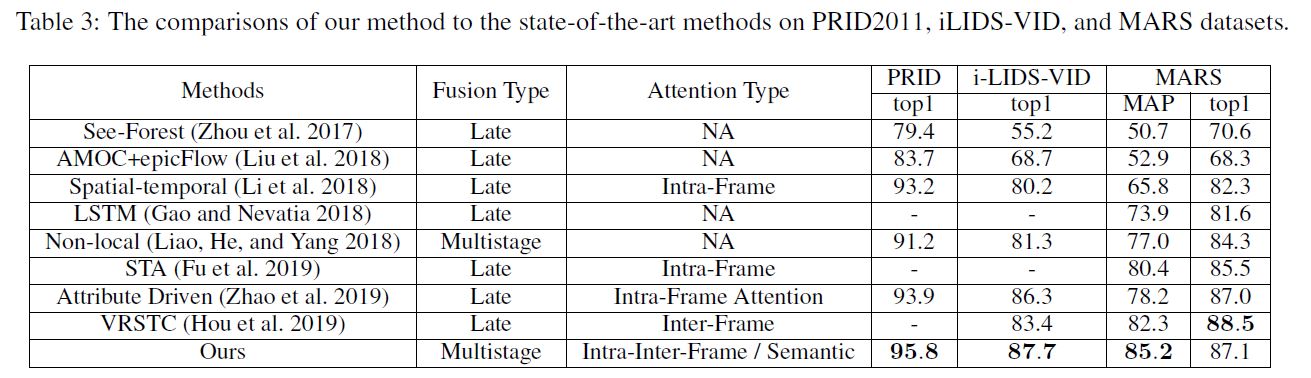 Table 3: The comparisons of our method to the state-of-the-art methods on PRID2011, iLIDS-VID, and MARS datasets.
Methods Fusion Type Attention Type PRID i-LIDS-VID MARS
top1 top1 MAP top1
See-Forest (Zhou et al. 2017) Late NA 79.4 55.2 50.7 70.6
AMOC+epicFlow (Liu et al. 2018) Late NA 83.7 68.7 52.9 68.3
Spatial-temporal (Li et al. 2018) Late Intra-Frame 93.2 80.2 65.8 82.3
LSTM (Gao and Nevatia 2018) Late NA - - 73.9 81.6
Non-local (Liao, He, and Yang 2018) Multistage NA 91.2 81.3 77.0 84.3
STA (Fu et al. 2019) Late Intra-Frame - - 80.4 85.5
Attribute Driven (Zhao et al. 2019) Late Intra-Frame Attention 93.9 86.3 78.2 87.0
VRSTC (Hou et al. 2019) Late Inter-Frame - 83.4 82.3 88.5
Ours Multistage Intra-Inter-Frame / Semantic 95.8 87.7 85.2 87.1